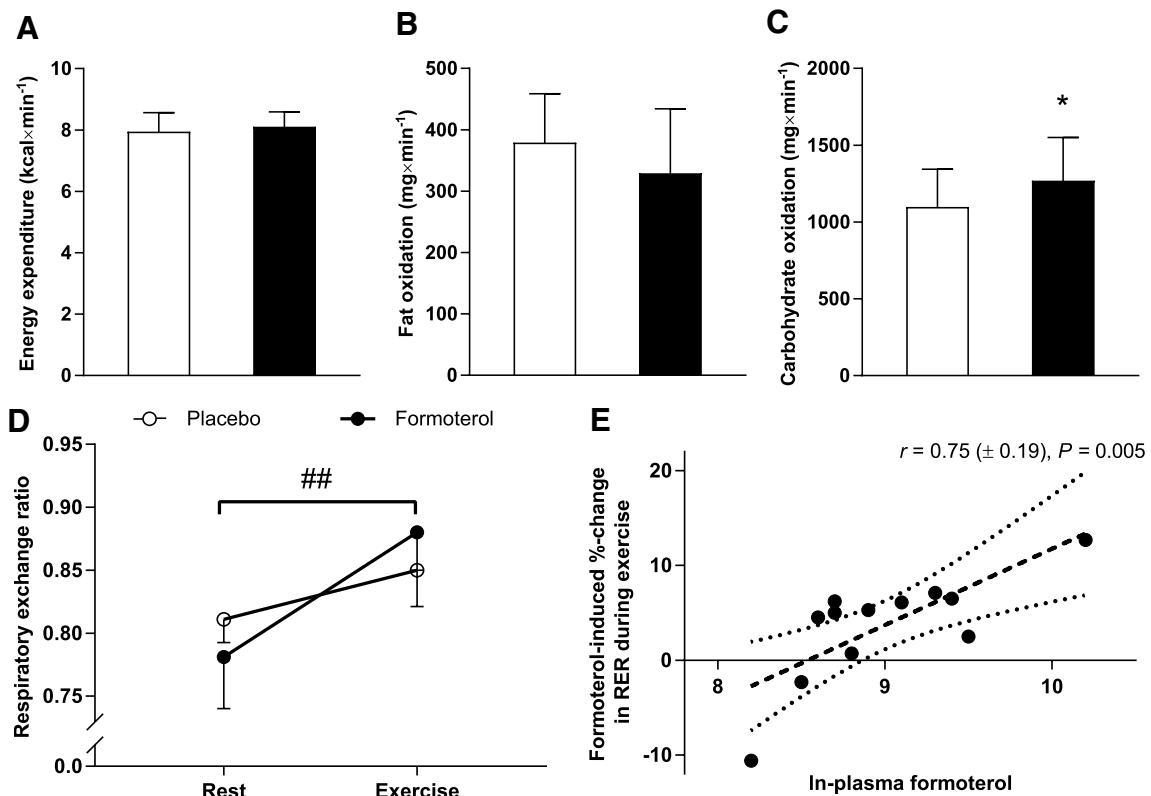 A
Energy expenditure (kcal×min⁻¹)
10
8
6
4
2
0
B
Fat oxidation (mg×min⁻¹)
500
400
300
200
100
0
C
Carbohydrate oxidation (mg×min⁻¹)
2000
1500
1000
500
0
*
Placebo
Formoterol
D
Respiratory exchange ratio
0.95
0.90
0.85
0.80
0.75
0.0
##
Rest
Exercise
E
r = 0.75 (± 0.19), P = 0.005
Formoterol-induced %-change
in RER during exercise
20
10
0
-10
8
9
10
ln-plasma formoterol